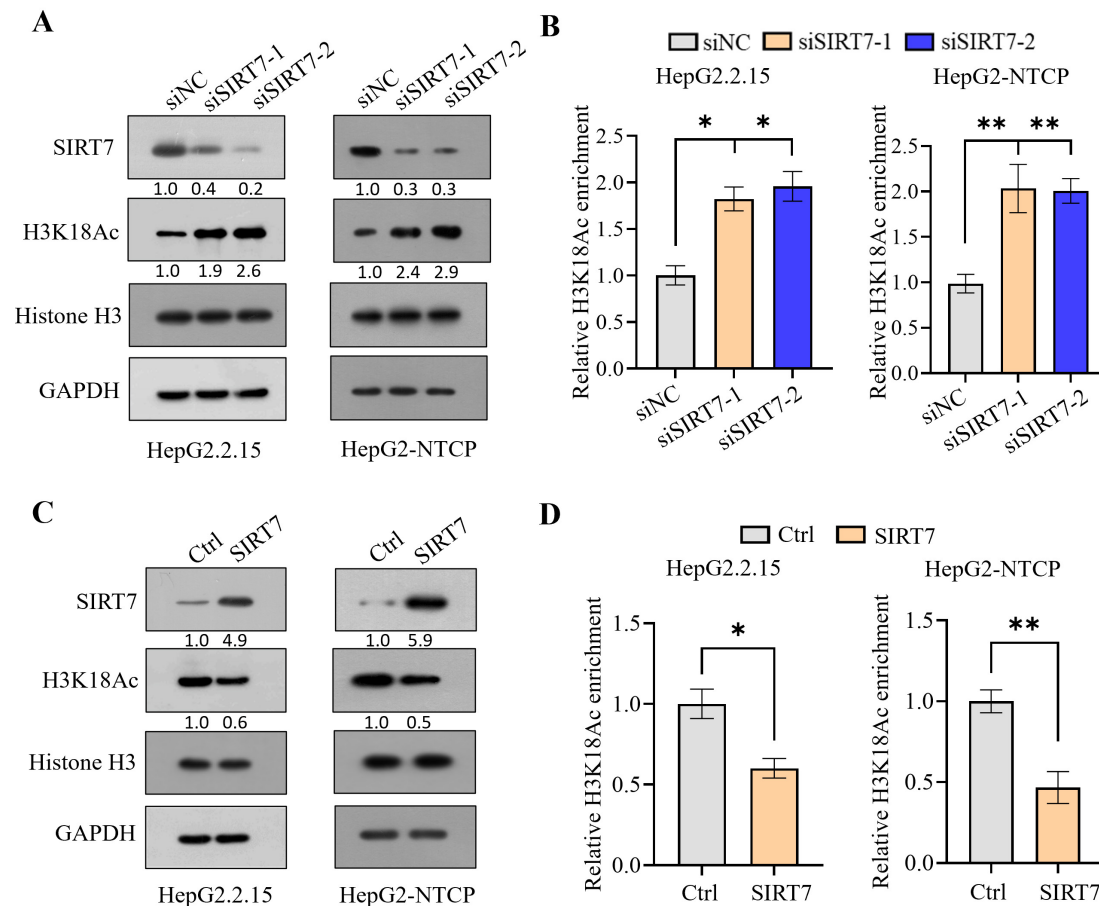 A
siNC siSIRT7-1 siSIRT7-2
siNC siSIRT7-1 siSIRT7-2
SIRT7
1.0 0.4 0.2
1.0 0.3 0.3
H3K18Ac
1.0 1.9 2.6
1.0 2.4 2.9
Histone H3
GAPDH
HepG2.2.15
HepG2-NTCP
B
siNC siSIRT7-1 siSIRT7-2
HepG2.2.15
Relative H3K18Ac enrichment
2.5
2.0
1.5
1.0
0.5
0.0
* *
siNC siSIRT7-1 siSIRT7-2
HepG2-NTCP
Relative H3K18Ac enrichment
2.5
2.0
1.5
1.0
0.5
0.0
** **
siNC siSIRT7-1 siSIRT7-2
C
Ctrl SIRT7
Ctrl SIRT7
SIRT7
1.0 4.9
1.0 5.9
H3K18Ac
1.0 0.6
1.0 0.5
Histone H3
GAPDH
HepG2.2.15
HepG2-NTCP
D
Ctrl SIRT7
HepG2.2.15
Relative H3K18Ac enrichment
1.5
1.0
0.5
0.0
*
Ctrl SIRT7
HepG2-NTCP
Relative H3K18Ac enrichment
1.5
1.0
0.5
0.0
**
Ctrl SIRT7